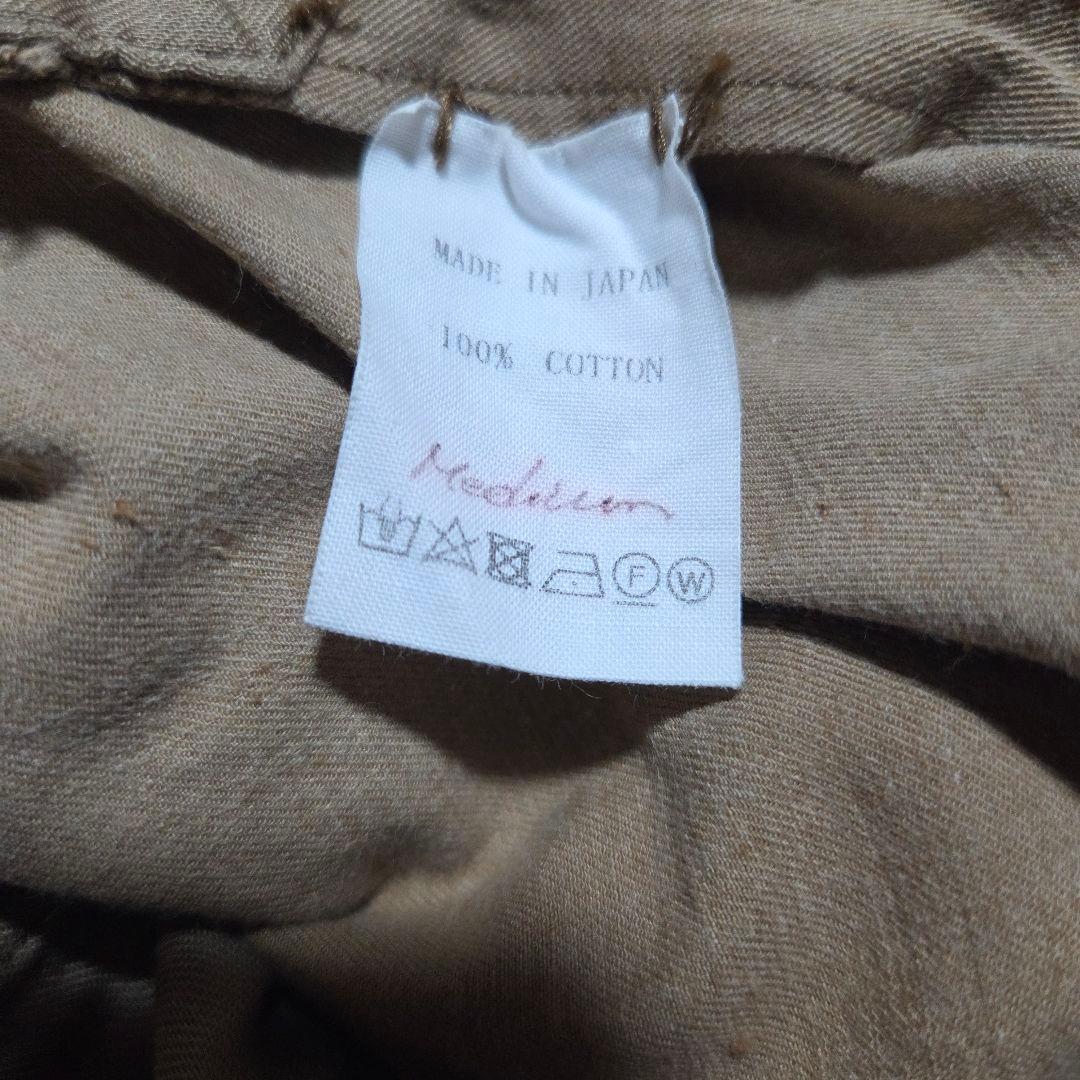 MADE IN JAPAN
100% COTTON
Medium
F W